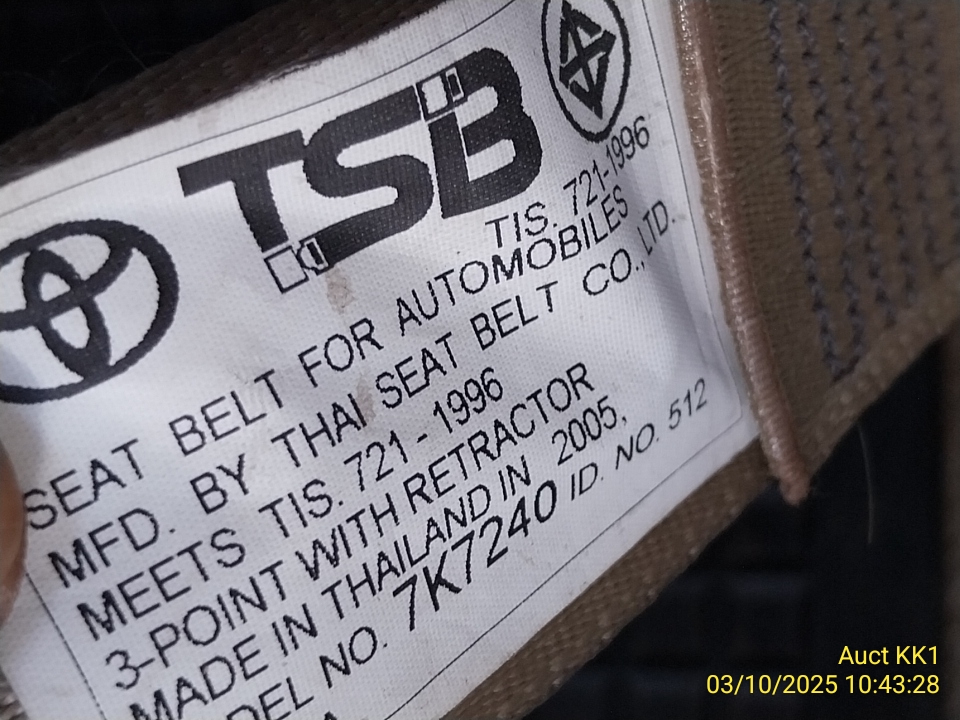 TSB
TIS. 721-1996
SEAT BELT FOR AUTOMOBILES
MFD. BY THAI SEAT BELT CO.,LTD.
MEETS TIS. 721 - 1996
3-POINT WITH RETRACTOR
MADE IN THAILAND IN 2005,
DEL NO. 7K7240 ID. NO. 512
Auct KK1
03/10/2025 10:43:28